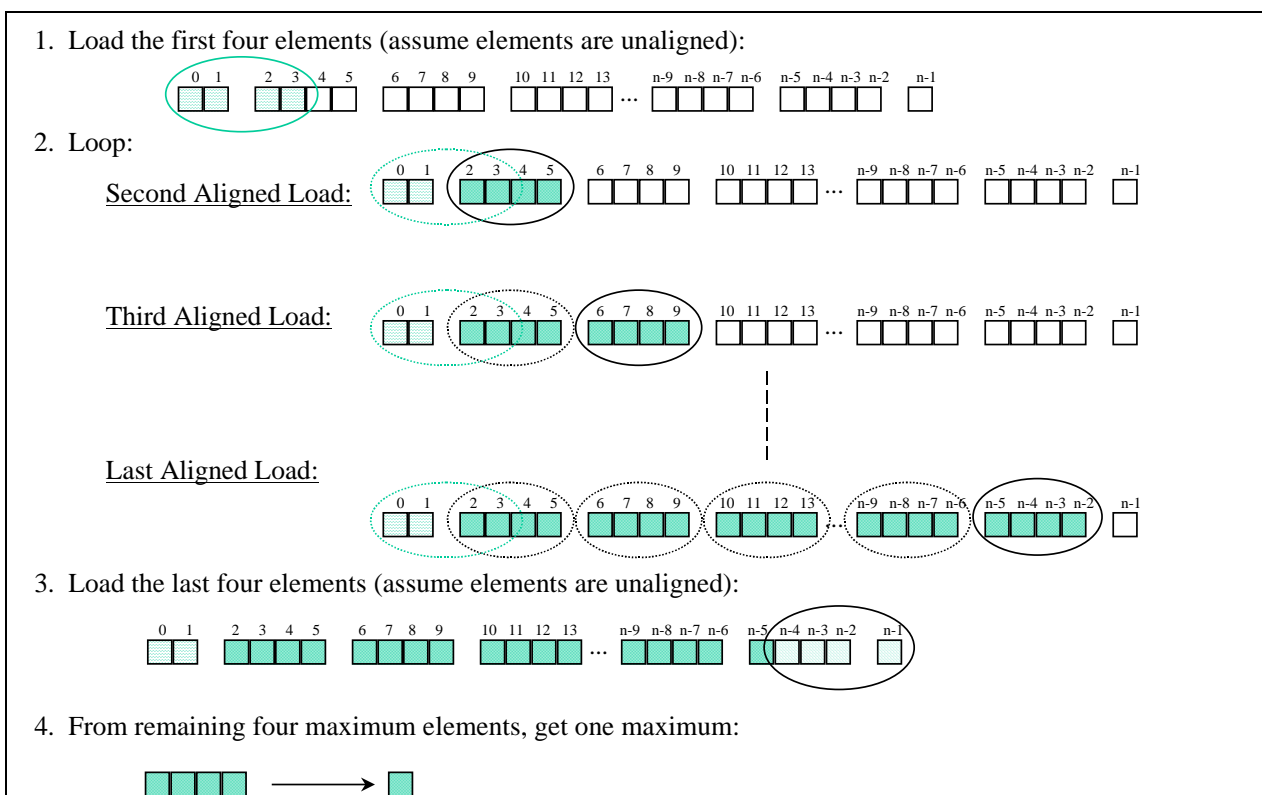 1. Load the first four elements (assume elements are unaligned):
0 1 2 3 4 5 6 7 8 9 10 11 12 13 n-9 n-8 n-7 n-6 n-5 n-4 n-3 n-2 n-1
...
2. Loop:
0 1 2 3 4 5 6 7 8 9 10 11 12 13 n-9 n-8 n-7 n-6 n-5 n-4 n-3 n-2 n-1
Second Aligned Load: ...
0 1 2 3 4 5 6 7 8 9 10 11 12 13 n-9 n-8 n-7 n-6 n-5 n-4 n-3 n-2 n-1
Third Aligned Load: ...
Last Aligned Load:
0 1 2 3 4 5 6 7 8 9 10 11 12 13 n-9 n-8 n-7 n-6 n-5 n-4 n-3 n-2 n-1
...
3. Load the last four elements (assume elements are unaligned):
0 1 2 3 4 5 6 7 8 9 10 11 12 13 n-9 n-8 n-7 n-6 n-5 n-4 n-3 n-2 n-1
...
4. From remaining four maximum elements, get one maximum: